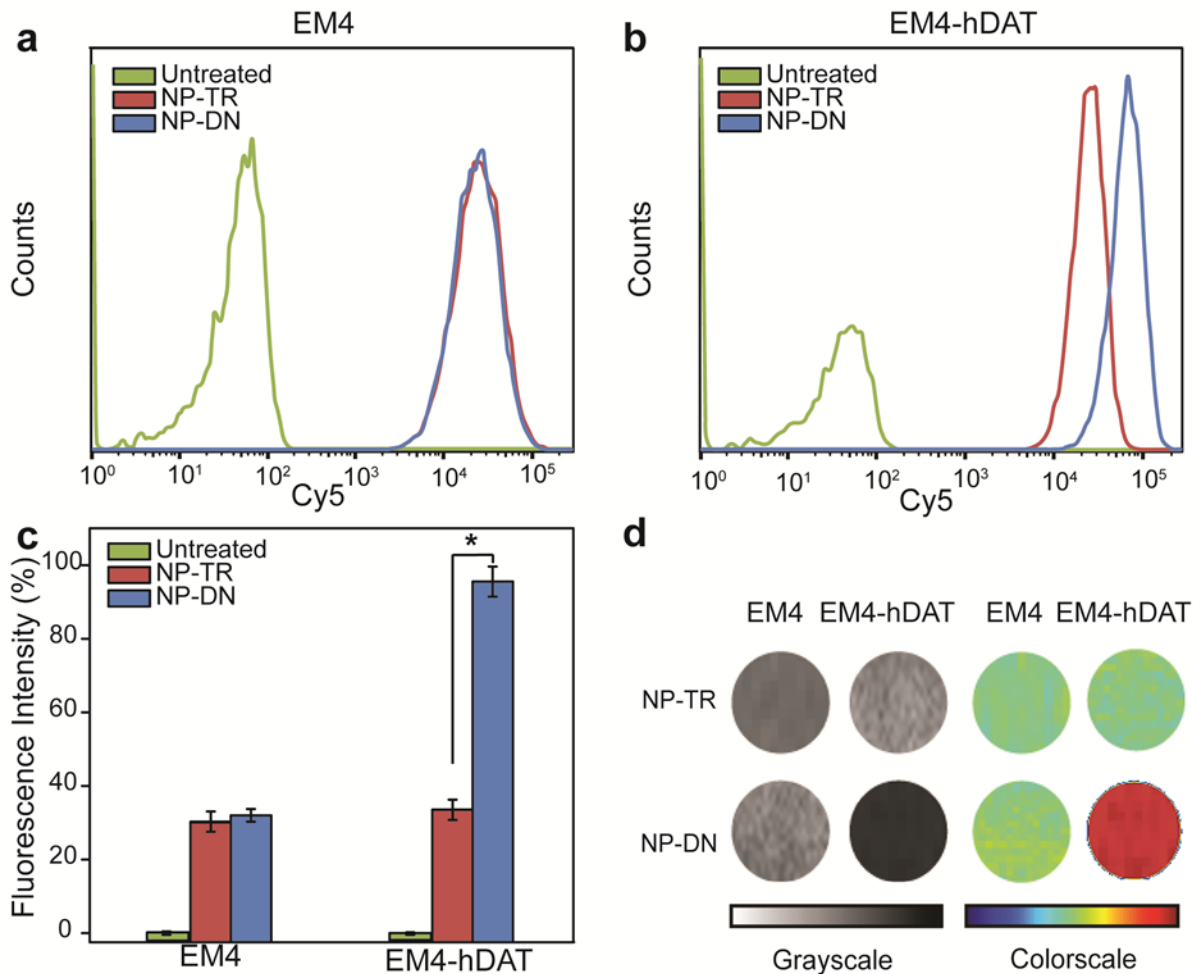 a
EM4
Untreated
NP-TR
NP-DN
Counts
10⁰ 10¹ 10² 10³ 10⁴ 10⁵
Cy5
b
EM4-hDAT
Untreated
NP-TR
NP-DN
Counts
10⁰ 10¹ 10² 10³ 10⁴ 10⁵
Cy5
c
Untreated
NP-TR
NP-DN
*
Fluorescence Intensity (%)
100
80
60
40
20
0
EM4 EM4-hDAT
d
EM4 EM4-hDAT EM4 EM4-hDAT
NP-TR
NP-DN
Grayscale Colorscale